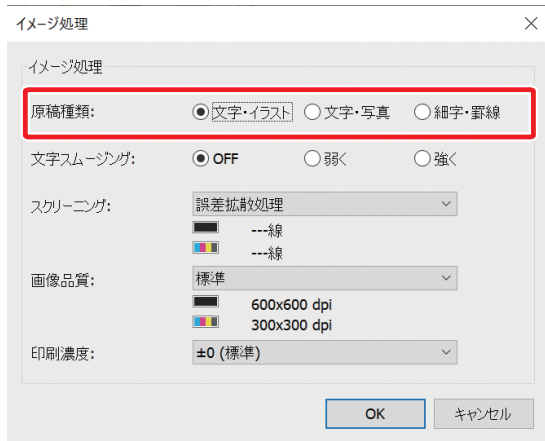 イメージ処理
イメージ処理
原稿種類: 文字・イラスト 文字・写真 細字・罫線
文字スムージング: OFF 弱く 強く
スクリーニング: 誤差拡散処理
---線
---線
画像品質: 標準
600x600 dpi
300x300 dpi
印刷濃度: ±0 (標準)
OK キャンセル